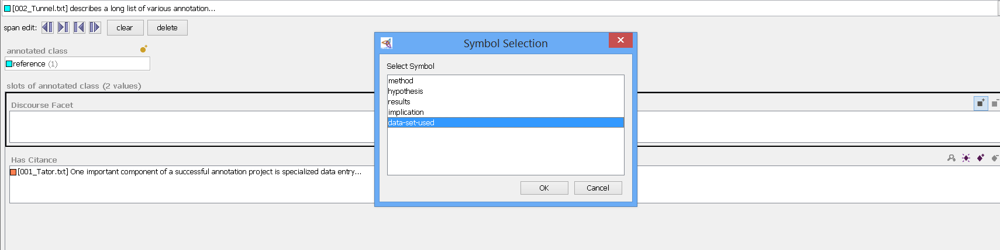 [002_Tunnel.txt] describes a long list of various annotation...
span edit: clear delete
annotated class
reference (1)
slots of annotated class (2 values)
Discourse Facet
Has Citance
[001_Tator.txt] One important component of a successful annotation project is specialized data entry...
Symbol Selection
Select Symbol
method
hypothesis
results
implication
data-set-used
OK Cancel